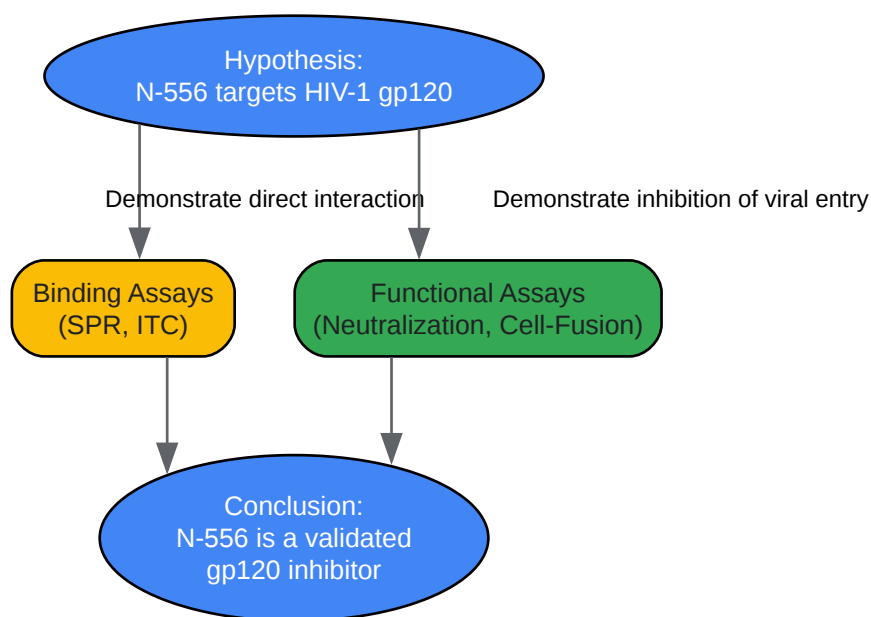 Hypothesis:
N-556 targets HIV-1 gp120
Demonstrate direct interaction
Demonstrate inhibition of viral entry
Binding Assays
(SPR, ITC)
Functional Assays
(Neutralization, Cell-Fusion)
Conclusion:
N-556 is a validated
gp120 inhibitor